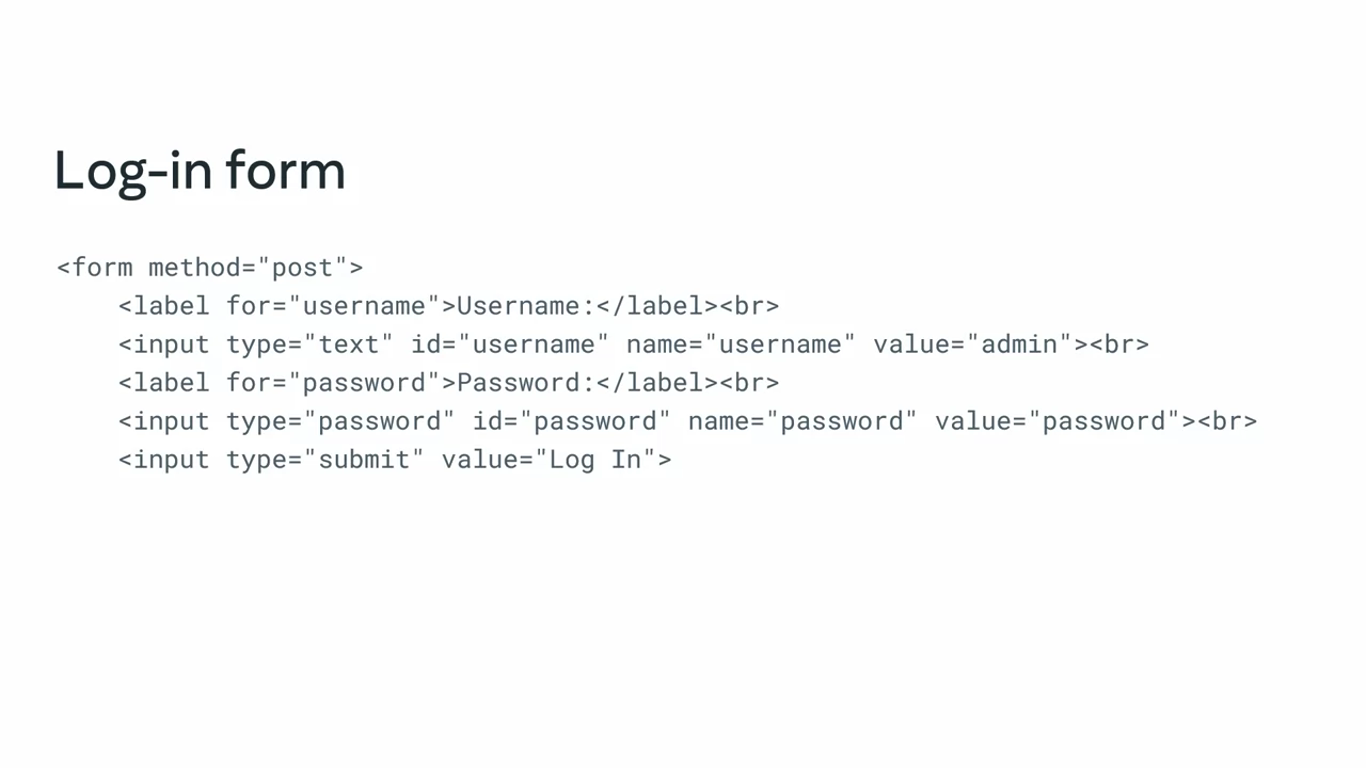 Log-in form
<form method="post">
    <label for="username">Username:</label><br>
    <input type="text" id="username" name="username" value="admin"><br>
    <label for="password">Password:</label><br>
    <input type="password" id="password" name="password" value="password"><br>
    <input type="submit" value="Log In">